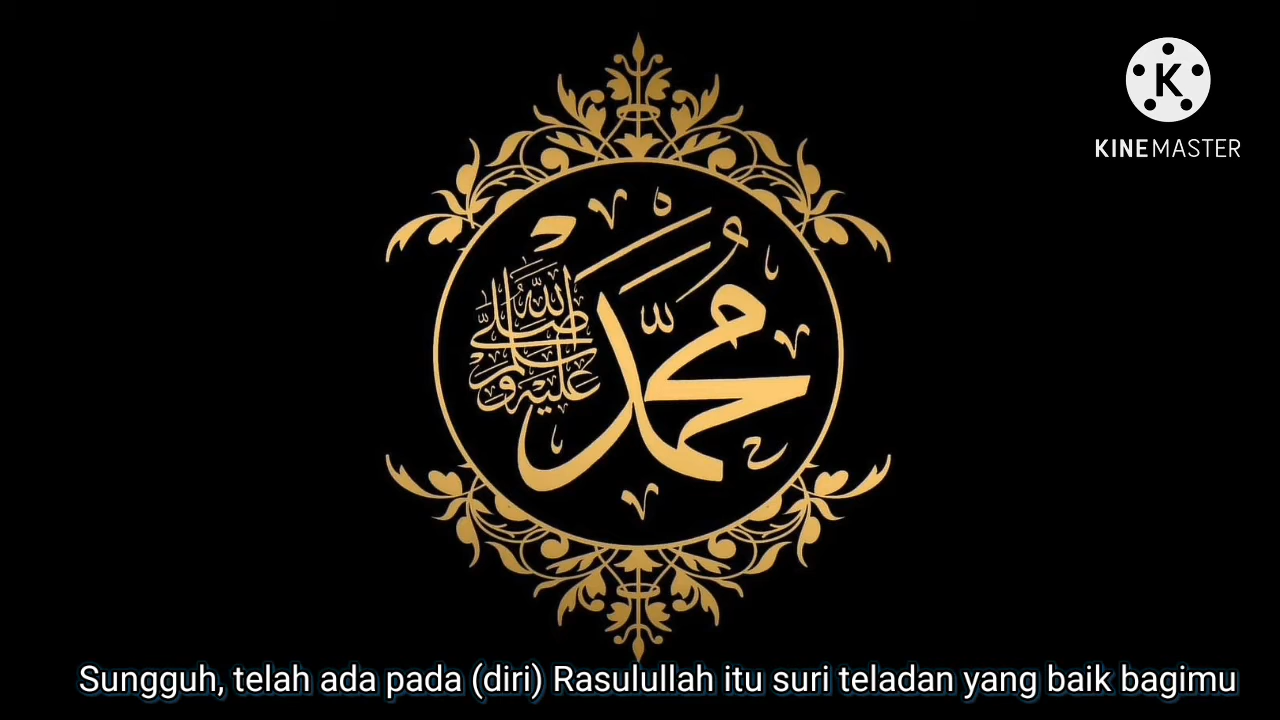 K
KINEMASTER
محمد
صلى الله
عليه وسلم
Sungguh, telah ada pada (diri) Rasulullah itu suri teladan yang baik bagimu